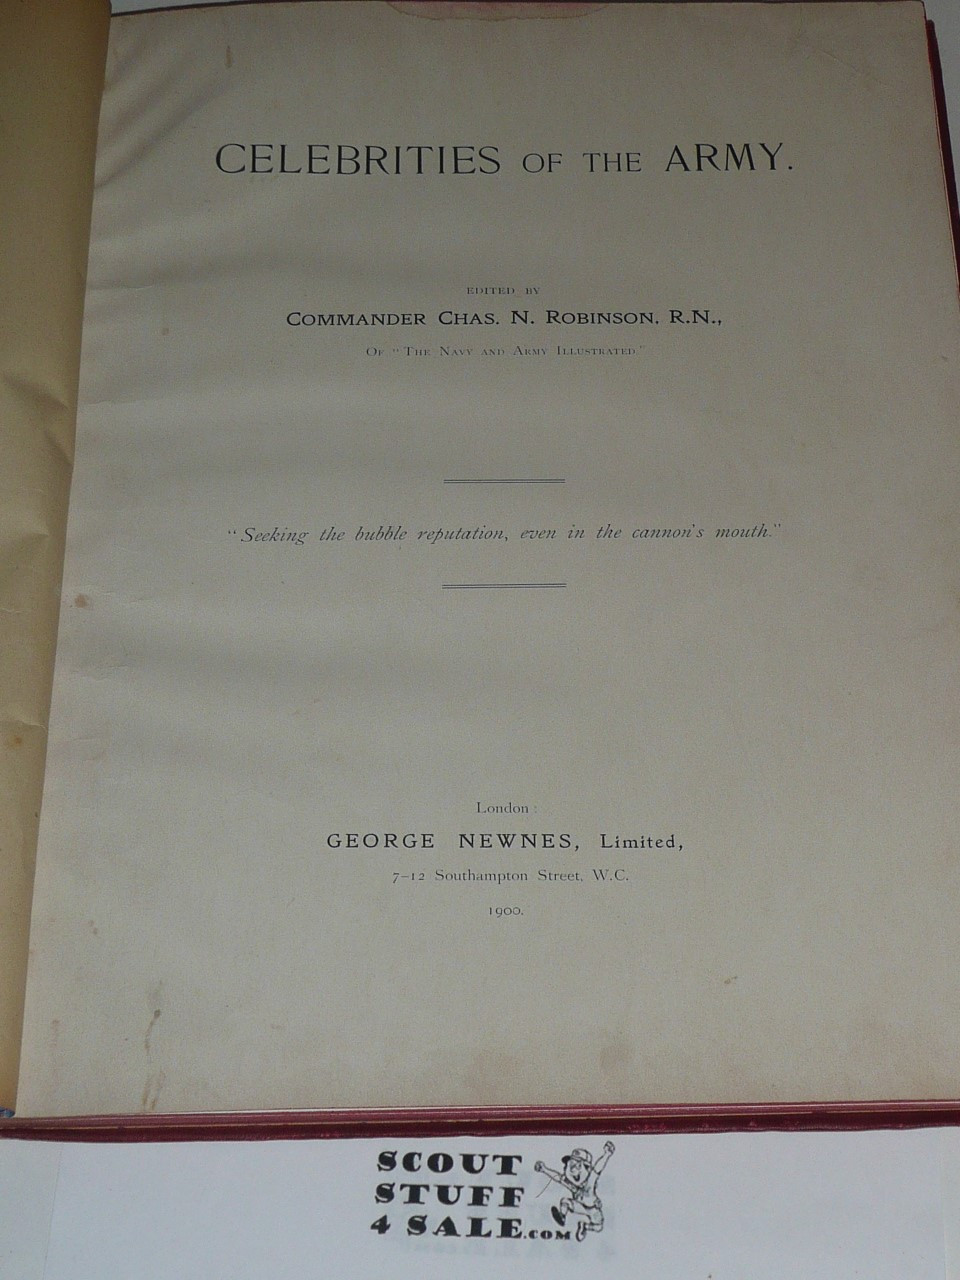 CELEBRITIES OF THE ARMY.
EDITED BY
COMMANDER CHAS. N. ROBINSON, R.N.,
OF "THE NAVY AND ARMY ILLUSTRATED"
"Seeking the bubble reputation, even in the cannon's mouth."
London:
GEORGE NEWNES, Limited,
7–12 Southampton Street, W.C.
1900.
SCOUT
STUFF
4 SALE.COM